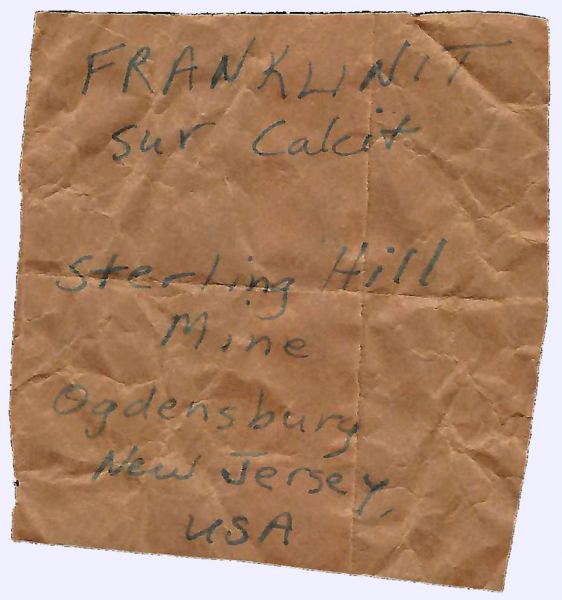 FRANKLINIT
sur Calcit
Sterling Hill
Mine
Ogdensburg
New Jersey,
USA